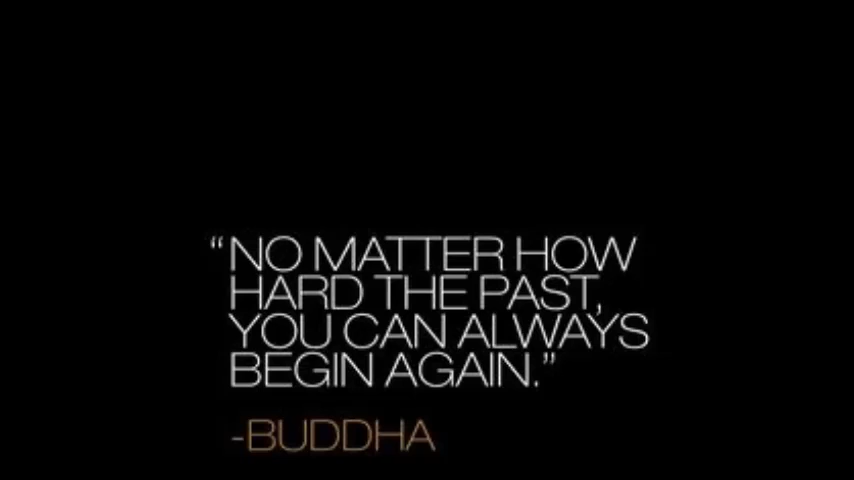 “NO MATTER HOW
HARD THE PAST,
YOU CAN ALWAYS
BEGIN AGAIN.”
-BUDDHA